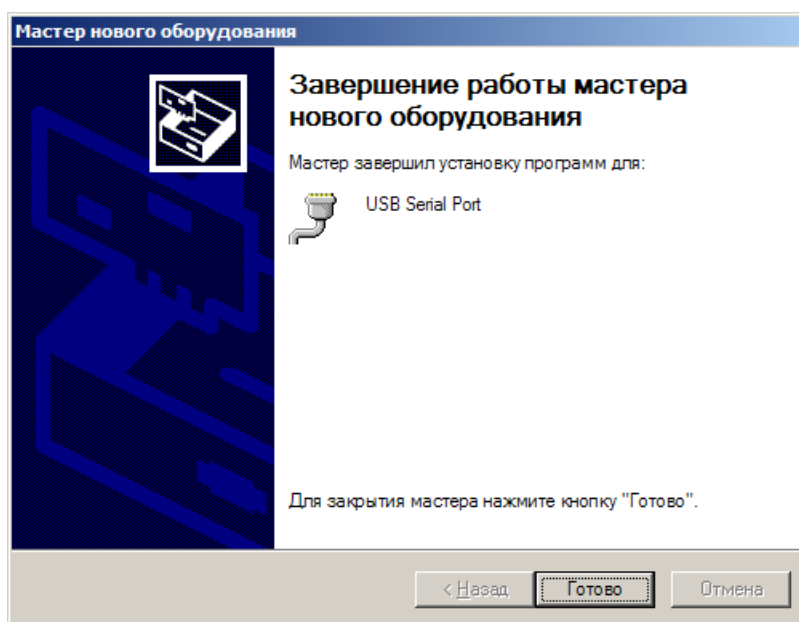 Мастер нового оборудования
Завершение работы мастера
нового оборудования
Мастер завершил установку программ для:
USB Serial Port
Для закрытия мастера нажмите кнопку "Готово".
< Назад
Готово
Отмена